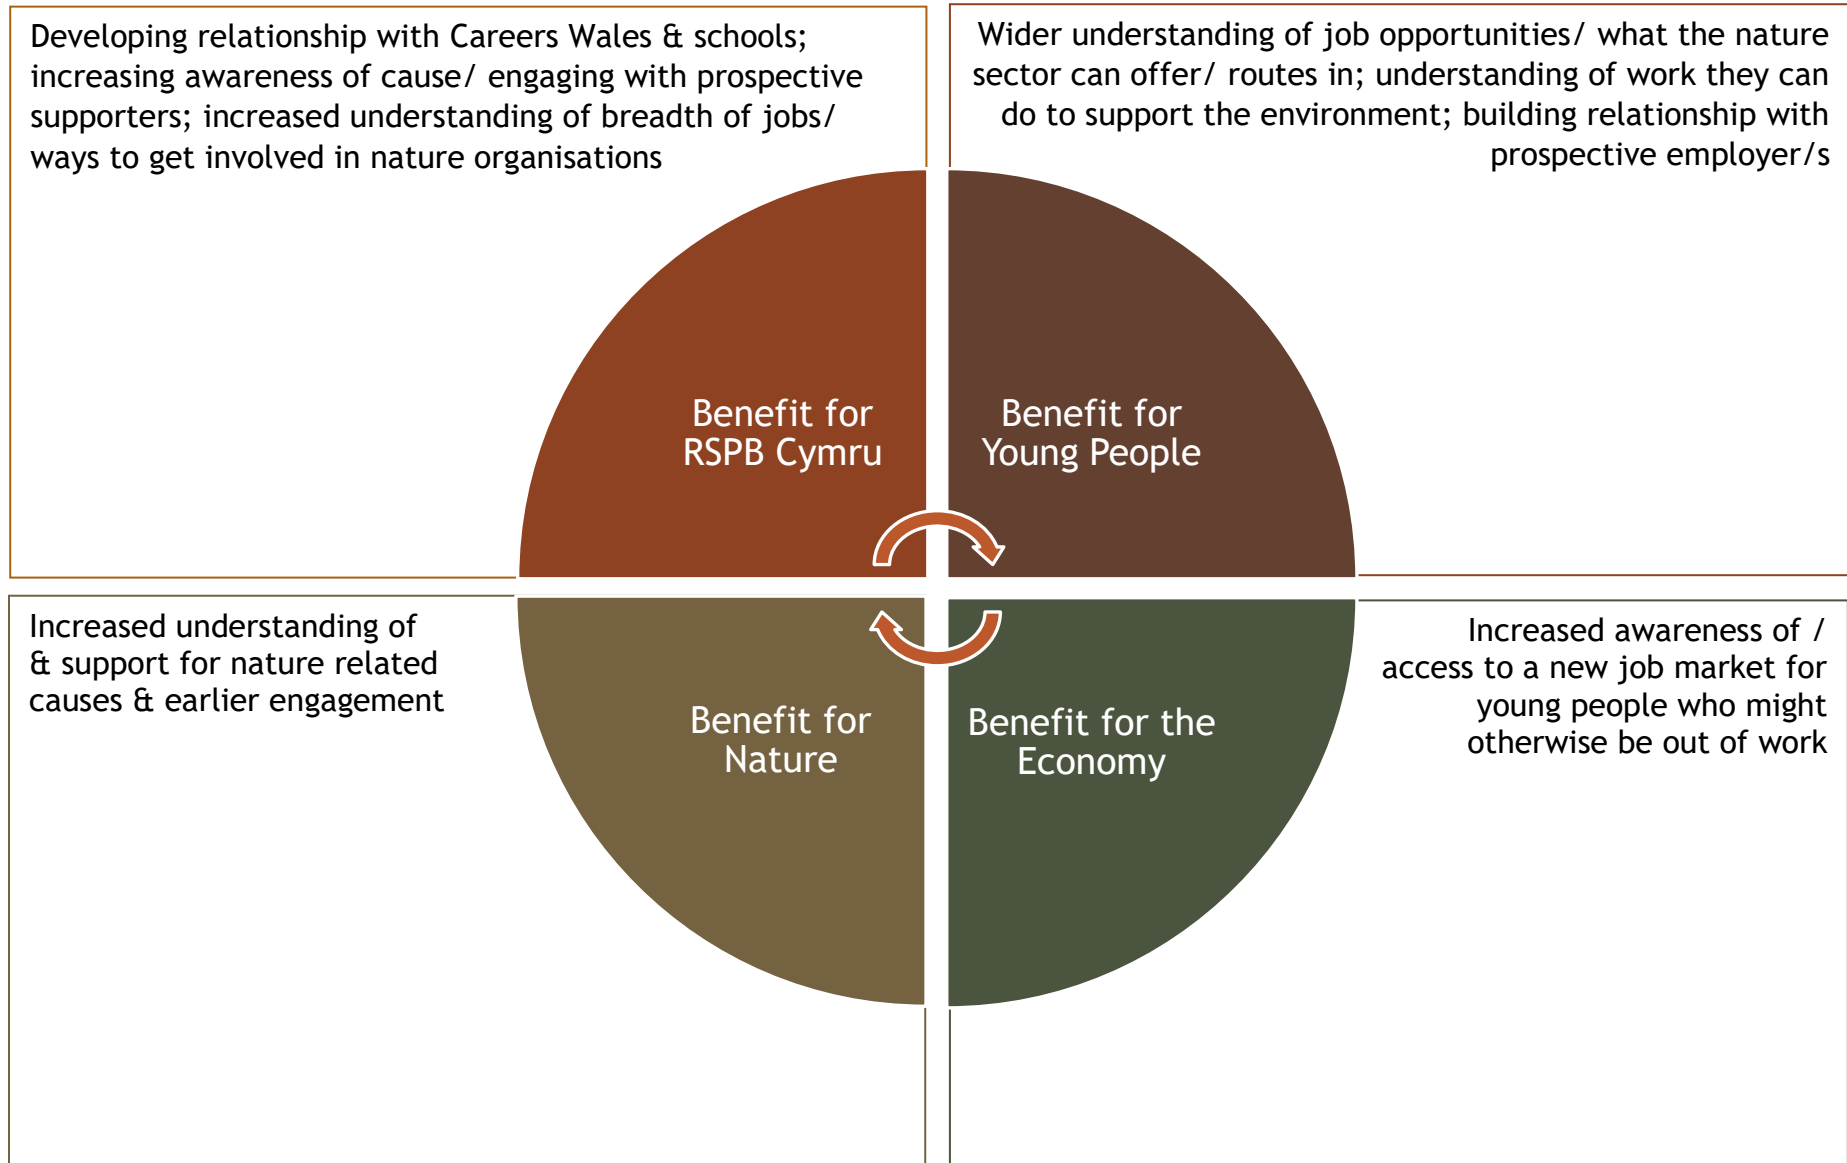 Developing relationship with Careers Wales & schools;
increasing awareness of cause/ engaging with prospective
supporters; increased understanding of breadth of jobs/
ways to get involved in nature organisations
Wider understanding of job opportunities/ what the nature
sector can offer/ routes in; understanding of work they can
do to support the environment; building relationship with
prospective employer/s
Benefit for
RSPB Cymru
Benefit for
Young People
Increased understanding of
& support for nature related
causes & earlier engagement
Benefit for
Nature
Benefit for the
Economy
Increased awareness of /
access to a new job market for
young people who might
otherwise be out of work